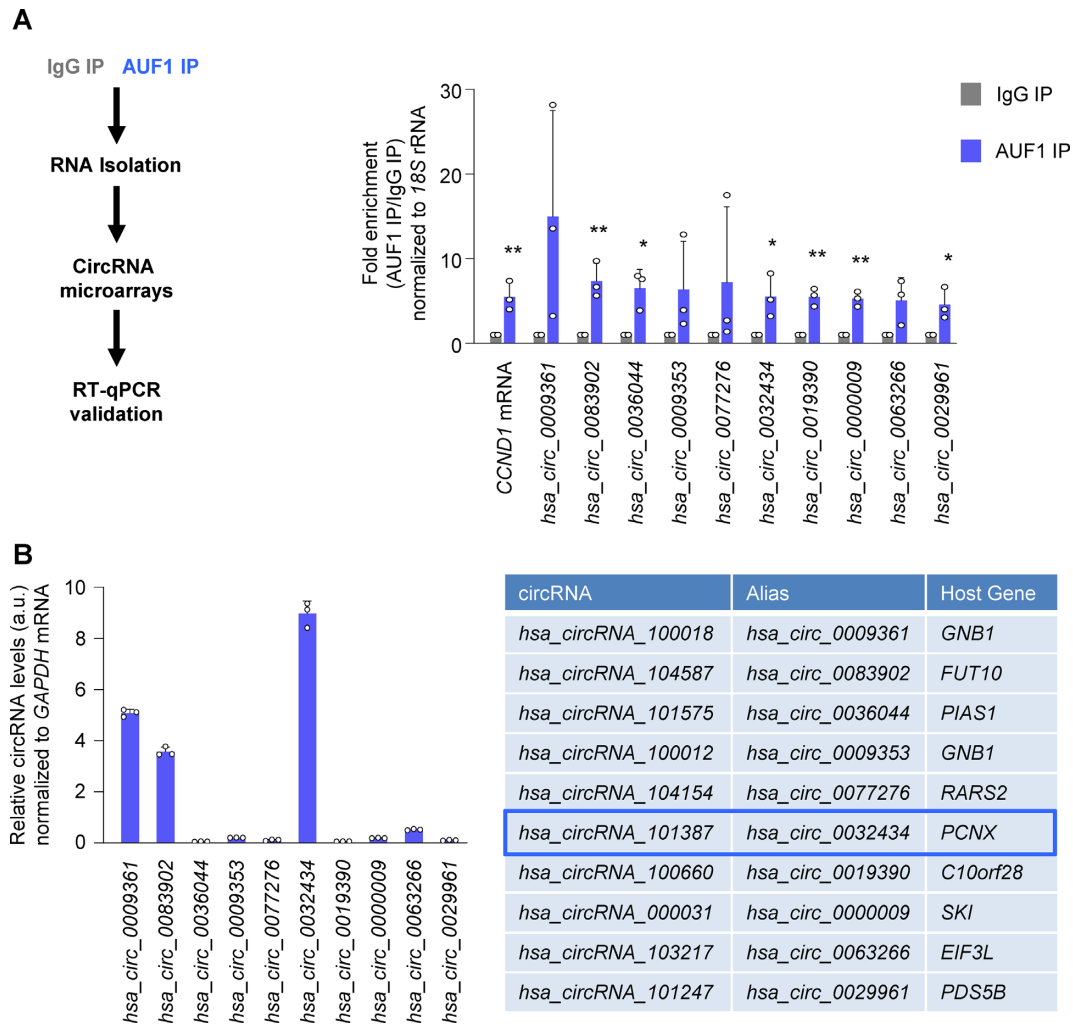 A
IgG IP AUF1 IP
RNA Isolation
CircRNA
microarrays
RT-qPCR
validation
Fold enrichment
(AUF1 IP/IgG IP)
normalized to 18S rRNA
30
20
10
0
** ** * * ** ** *
IgG IP
AUF1 IP
CCND1 mRNA
hsa_circ_0009361
hsa_circ_0083902
hsa_circ_0036044
hsa_circ_0009353
hsa_circ_0077276
hsa_circ_0032434
hsa_circ_0019390
hsa_circ_0000009
hsa_circ_0063266
hsa_circ_0029961
B
Relative circRNA levels (a.u.)
normalized to GAPDH mRNA
10
8
6
4
2
0
hsa_circ_0009361
hsa_circ_0083902
hsa_circ_0036044
hsa_circ_0009353
hsa_circ_0077276
hsa_circ_0032434
hsa_circ_0019390
hsa_circ_0000009
hsa_circ_0063266
hsa_circ_0029961
circRNA Alias Host Gene
hsa_circRNA_100018 hsa_circ_0009361 GNB1
hsa_circRNA_104587 hsa_circ_0083902 FUT10
hsa_circRNA_101575 hsa_circ_0036044 PIAS1
hsa_circRNA_100012 hsa_circ_0009353 GNB1
hsa_circRNA_104154 hsa_circ_0077276 RARS2
hsa_circRNA_101387 hsa_circ_0032434 PCNX
hsa_circRNA_100660 hsa_circ_0019390 C10orf28
hsa_circRNA_000031 hsa_circ_0000009 SKI
hsa_circRNA_103217 hsa_circ_0063266 EIF3L
hsa_circRNA_101247 hsa_circ_0029961 PDS5B